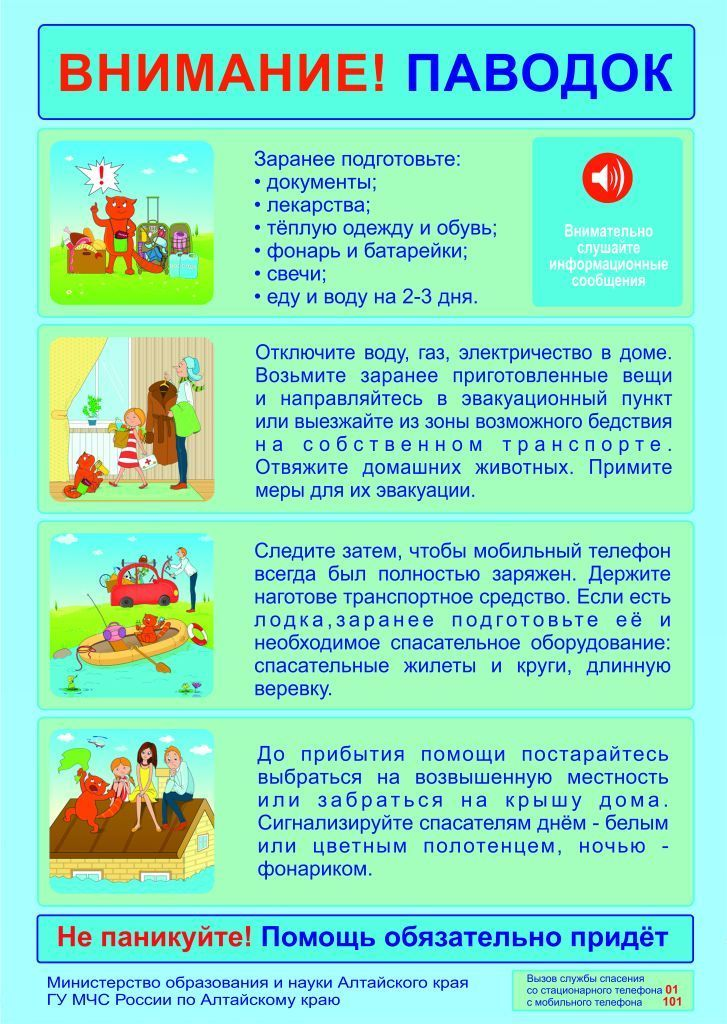 ВНИМАНИЕ! ПАВОДОК
!
Заранее подготовьте:
• документы;
• лекарства;
• тёплую одежду и обувь;
• фонарь и батарейки;
• свечи;
• еду и воду на 2-3 дня.
Внимательно
слушайте
информационные
сообщения
Отключите воду, газ, электричество в доме.
Возьмите заранее приготовленные вещи
и направляйтесь в эвакуационный пункт
или выезжайте из зоны возможного бедствия
на собственном транспорте.
Отвяжите домашних животных. Примите
меры для их эвакуации.
Следите затем, чтобы мобильный телефон
всегда был полностью заряжен. Держите
наготове транспортное средство. Если есть
лодка,заранее подготовьте её и
необходимое спасательное оборудование:
спасательные жилеты и круги, длинную
веревку.
До прибытия помощи постарайтесь
выбраться на возвышенную местность
или забраться на крышу дома.
Сигнализируйте спасателям днём - белым
или цветным полотенцем, ночью -
фонариком.
Не паникуйте! Помощь обязательно придёт
Министерство образования и науки Алтайского края
ГУ МЧС России по Алтайскому краю
Вызов службы спасения
со стационарного телефона 01
с мобильного телефона 101